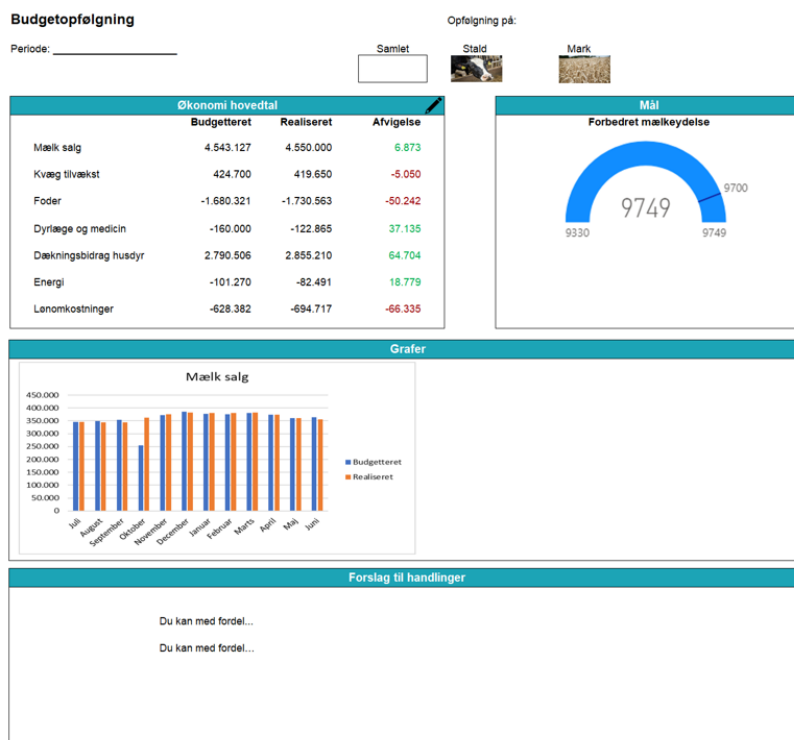 Budgetopfølgning
Opfølgning på:
Periode:
Samlet Stald Mark
Økonomi hovedtal
Budgetteret Realiseret Afvigelse
Mælk salg 4.543.127 4.550.000 6.873
Kvæg tilvækst 424.700 419.650 -5.050
Foder -1.680.321 -1.730.563 -50.242
Dyrlæge og medicin -160.000 -122.865 37.135
Dækningsbidrag husdyr 2.790.506 2.855.210 64.704
Energi -101.270 -82.491 18.779
Lønomkostninger -628.382 -694.717 -66.335
Mål
Forbedret mælkeydelse
9700
9749
9330 9749
Grafer
Mælk salg
450.000
400.000
350.000
300.000
250.000
200.000
150.000
100.000
50.000
0
Juli August September Oktober November December Januar Februar Marts April Maj Juni
Budgetteret
Realiseret
Forslag til handlinger
Du kan med fordel...
Du kan med fordel...